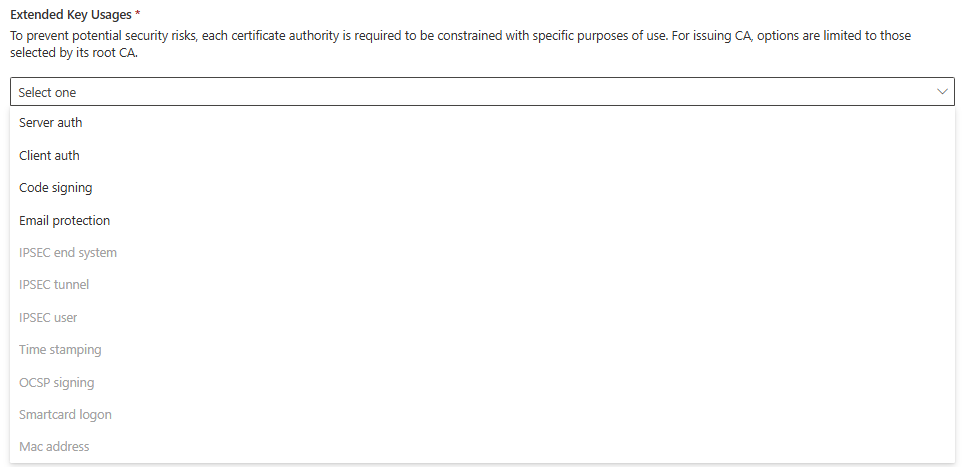 Extended Key Usages *
To prevent potential security risks, each certificate authority is required to be constrained with specific purposes of use. For issuing CA, options are limited to those
selected by its root CA.
Select one
Server auth
Client auth
Code signing
Email protection
IPSEC end system
IPSEC tunnel
IPSEC user
Time stamping
OCSP signing
Smartcard logon
Mac address